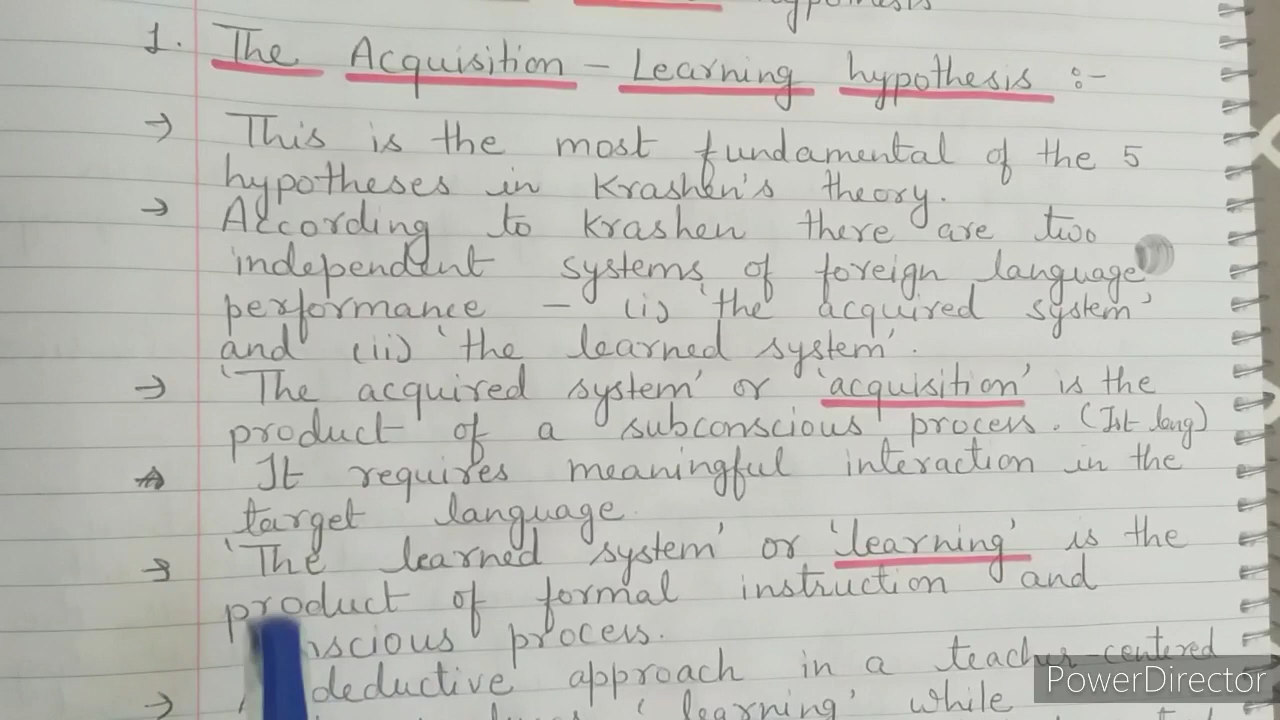 hypothesis
1. The Acquisition - Learning hypothesis :-
→ This is the most fundamental of the 5
hypotheses in Krashen's theory.
→ According to Krashen there are two
independent systems of foreign language
performance - (i) 'the acquired system'
and (ii) 'the learned system'.
→ 'The acquired system' or 'acquisition' is the
product of a subconscious process. (Ist lang)
It requires meaningful interaction in the
target language.
→ 'The learned system' or 'learning' is the
product of formal instruction and
process.
deductive approach in a teacher-centered
PowerDirector
→ 'learning' while